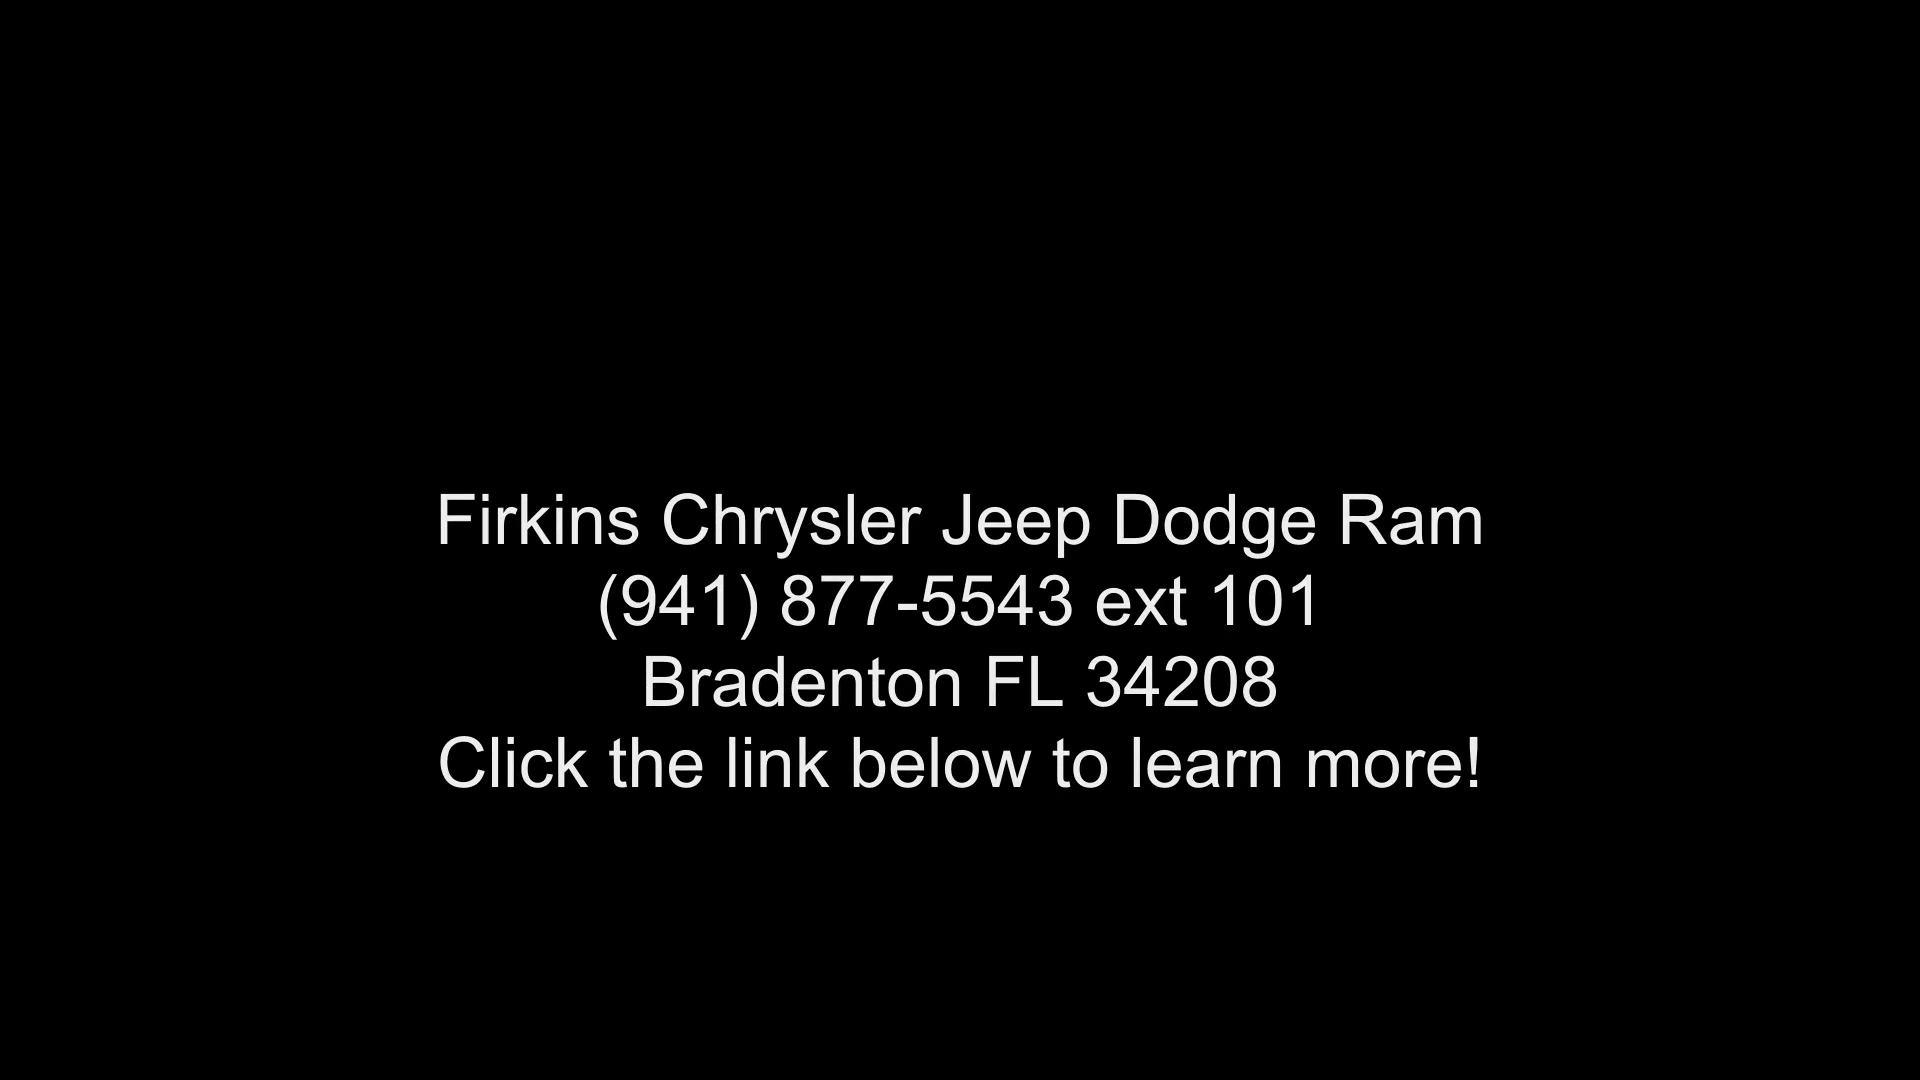 Firkins Chrysler Jeep Dodge Ram
(941) 877-5543 ext 101
Bradenton FL 34208
Click the link below to learn more!